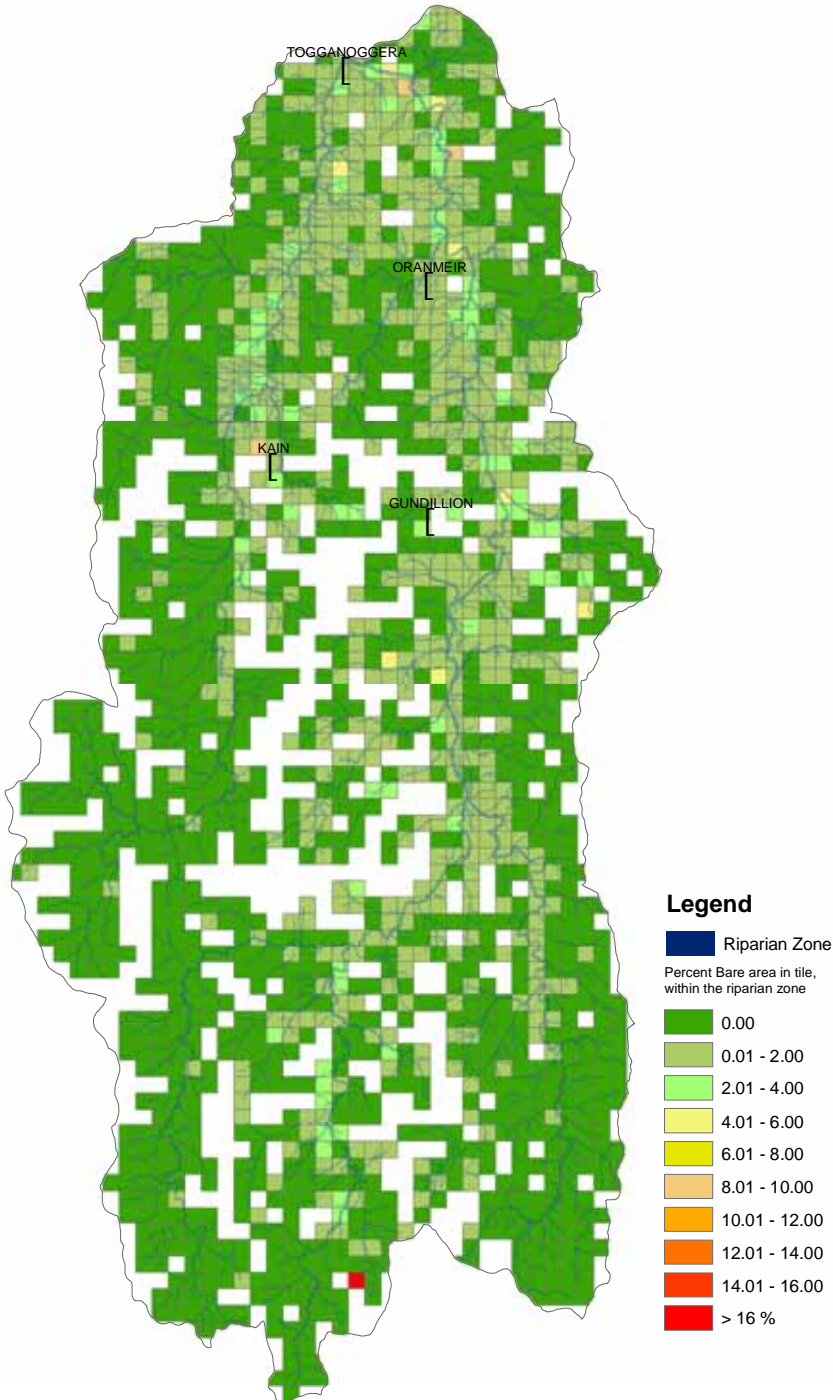 TOGGANOGGERA
ORANMEIR
KAIN
GUNDILLION
Legend
Riparian Zone
Percent Bare area in tile,
within the riparian zone
0.00
0.01 - 2.00
2.01 - 4.00
4.01 - 6.00
6.01 - 8.00
8.01 - 10.00
10.01 - 12.00
12.01 - 14.00
14.01 - 16.00
> 16 %